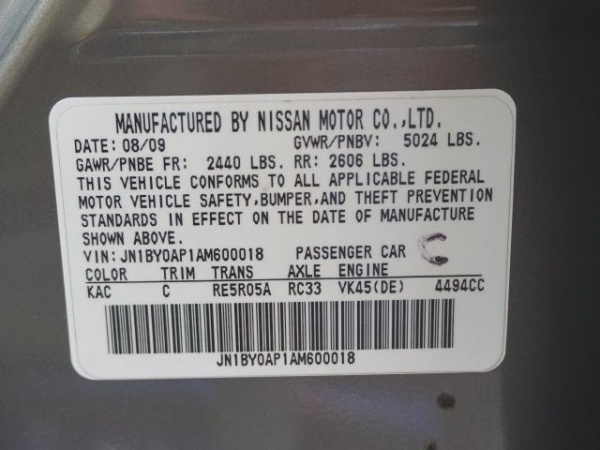 MANUFACTURED BY NISSAN MOTOR CO.,LTD.
DATE: 08/09 GVWR/PNBV: 5024 LBS.
GAWR/PNBE FR: 2440 LBS. RR: 2606 LBS.
THIS VEHICLE CONFORMS TO ALL APPLICABLE FEDERAL
MOTOR VEHICLE SAFETY,BUMPER,AND THEFT PREVENTION
STANDARDS IN EFFECT ON THE DATE OF MANUFACTURE
SHOWN ABOVE.
VIN: JN1BY0AP1AM600018 PASSENGER CAR C
COLOR TRIM TRANS AXLE ENGINE
KAC C RE5R05A RC33 VK45(DE) 4494CC
JN1BY0AP1AM600018